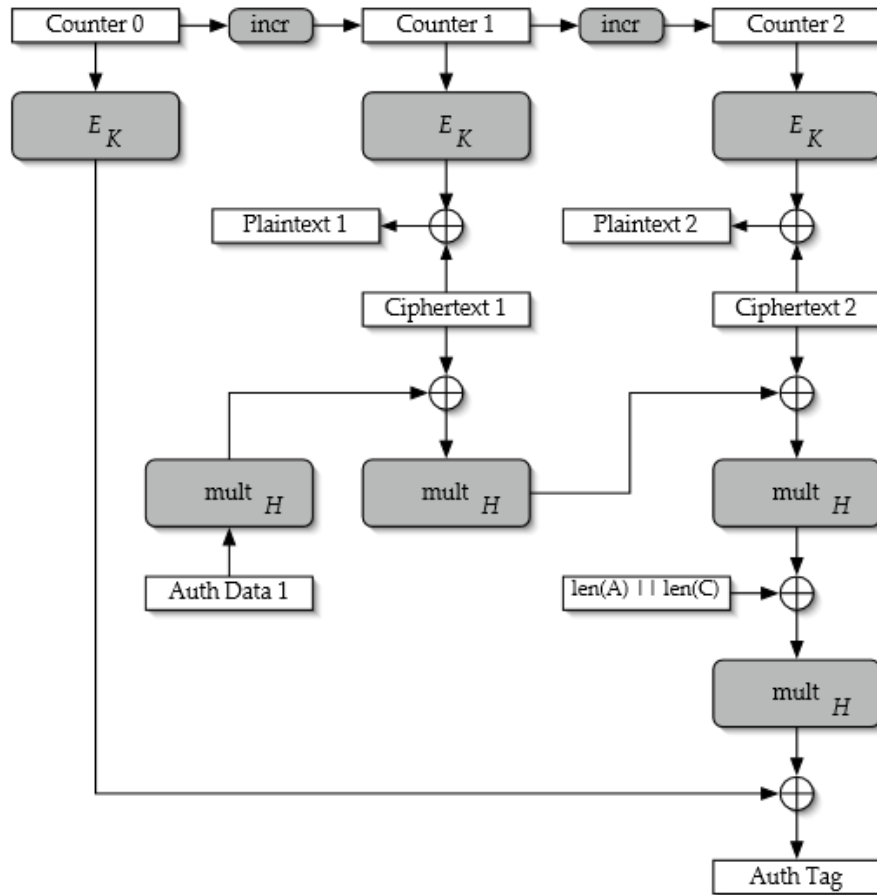 Counter 0
incr
Counter 1
incr
Counter 2
E K
E K
E K
Plaintext 1
Plaintext 2
Ciphertext 1
Ciphertext 2
mult H
mult H
mult H
Auth Data 1
len(A) || len(C)
mult H
Auth Tag